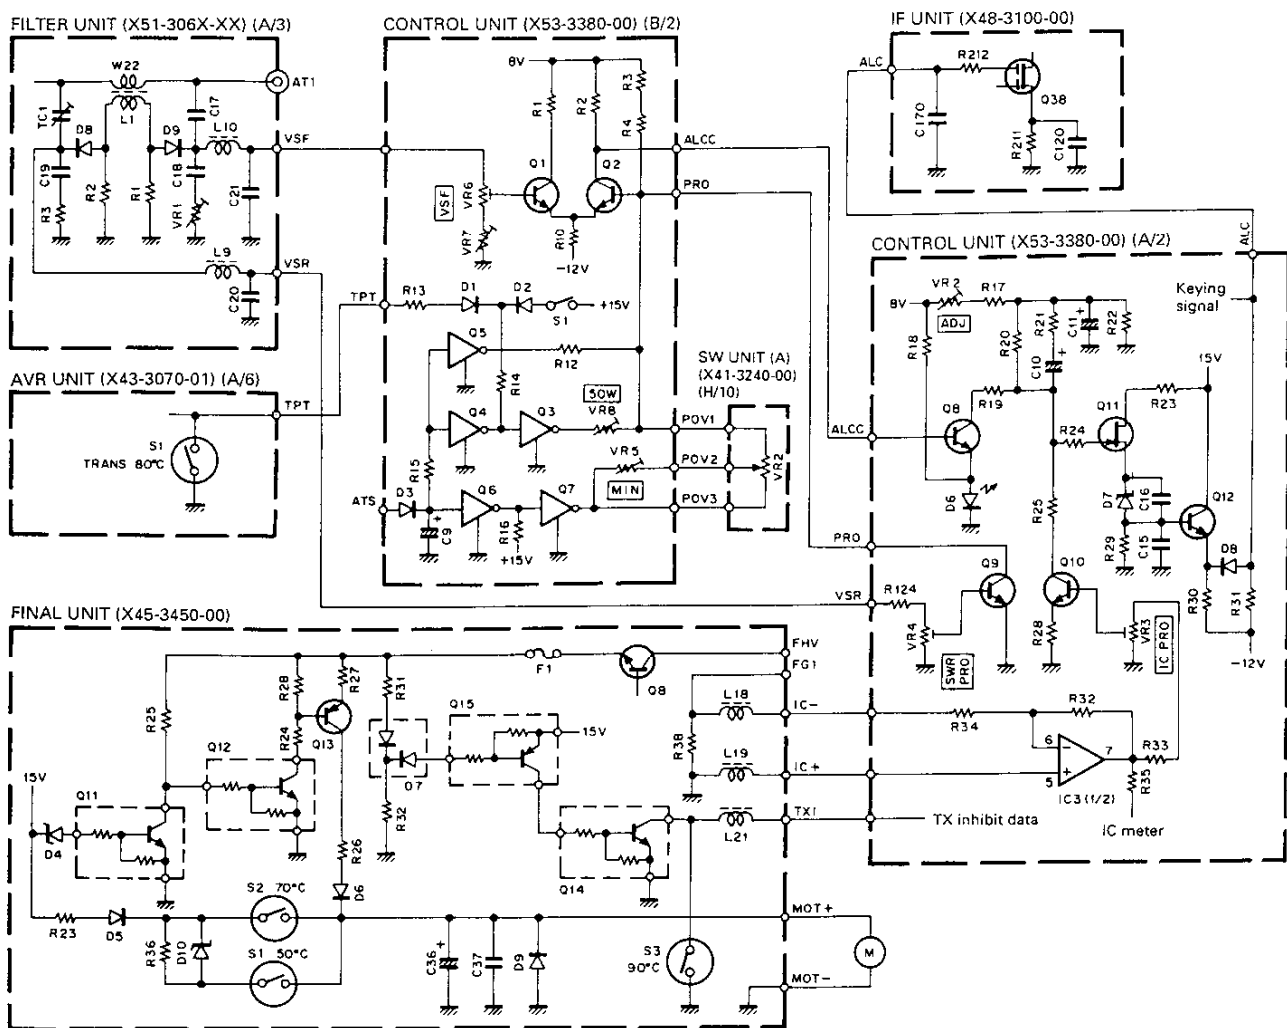 FILTER UNIT (X51-306X-XX) (A/3)
W22
AT1
TC1
L1
C17
D8
D9
L10
VSF
C19
R2
R1
C18
C21
R3
VR1
L9
VSR
C20
AVR UNIT (X43-3070-01) (A/6)
TPT
S1
TRANS 80°C
CONTROL UNIT (X53-3380-00) (B/2)
8V
R1
R2
R3
R4
ALCC
Q1
Q2
PRO
VSF
VR6
VR7
R10
-12V
TPT
R13
D1
D2
S1
+15V
Q5
R12
R14
50W
VR8
Q4
Q3
POV1
R15
VR5
POV2
MIN
ATS
D3
Q6
Q7
POV3
C9
R16
+15V
SW UNIT (A)
(X41-3240-00)
(H/10)
VR2
IF UNIT (X48-3100-00)
ALC
R212
Q38
C170
R211
C120
CONTROL UNIT (X53-3380-00) (A/2)
ALC
Keying
signal
8V
VR2
R17
ADJ
R18
R20
R21
C11
R22
C10
15V
Q8
R19
Q11
R23
ALCC
R24
D6
D7
C16
Q12
R25
R29
C15
D8
PRO
Q9
Q10
R30
R31
VSR
R124
VR4
R28
VR3
IC PRO
SWR
PRO
-12V
R34
R32
6
7
5
R33
R35
IC3 (1/2)
IC meter
TX inhibit data
FINAL UNIT (X45-3450-00)
FHV
FG1
F1
Q8
R28
R27
R31
R25
Q13
R24
Q12
Q15
15V
L18
IC-
R38
L19
IC+
D7
R32
15V
Q11
D4
R26
Q14
L21
TXI
D6
S2 70°C
MOT+
R23
D5
R36
D10
S1 50°C
C36
C37
D9
S3
90°C
M
MOT-